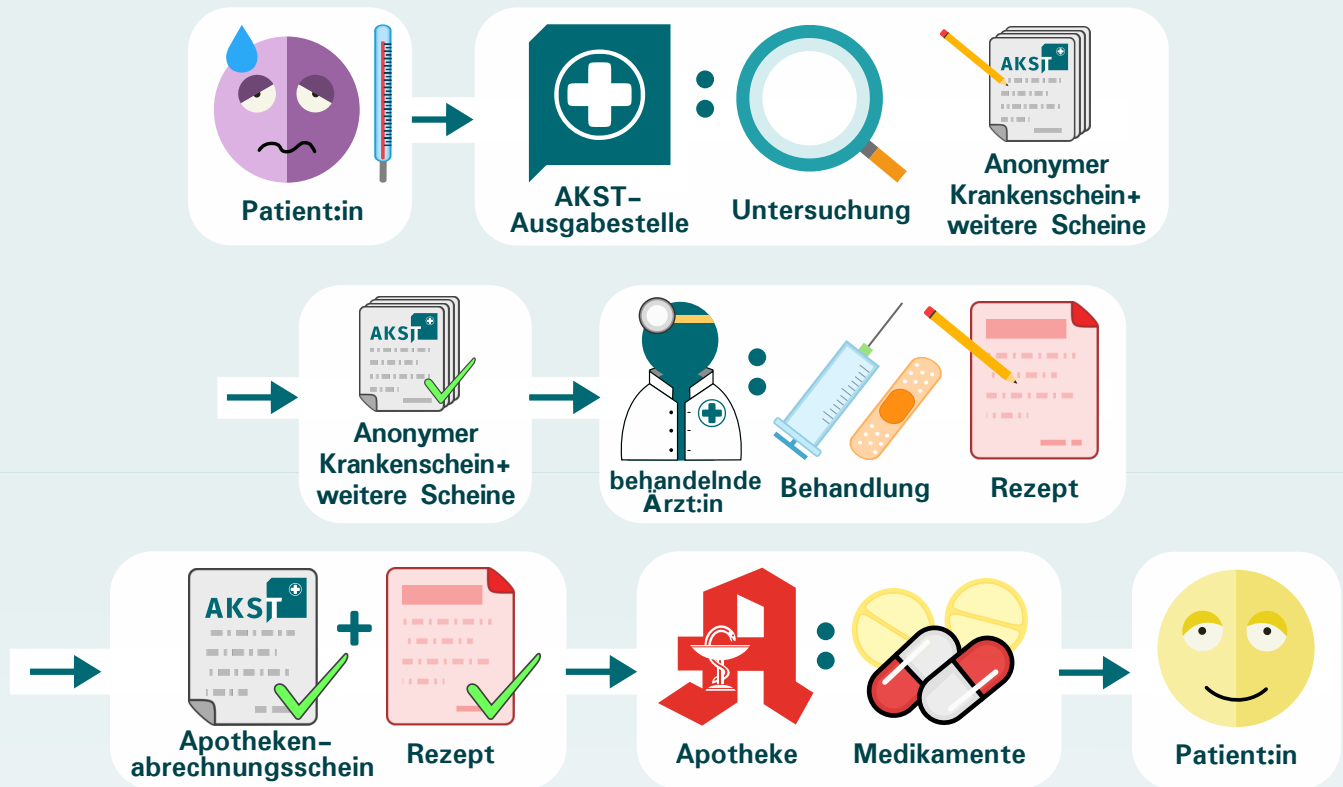 AKST
Patient:in
AKST-
Ausgabestelle
:
Untersuchung
Anonymer
Krankenschein+
weitere Scheine
AKST
Anonymer
Krankenschein+
weitere Scheine
behandelnde
Ärzt:in
:
Behandlung
Rezept
AKST
+
Apotheken-
abrechnungsschein
Rezept
Apotheke
:
Medikamente
Patient:in